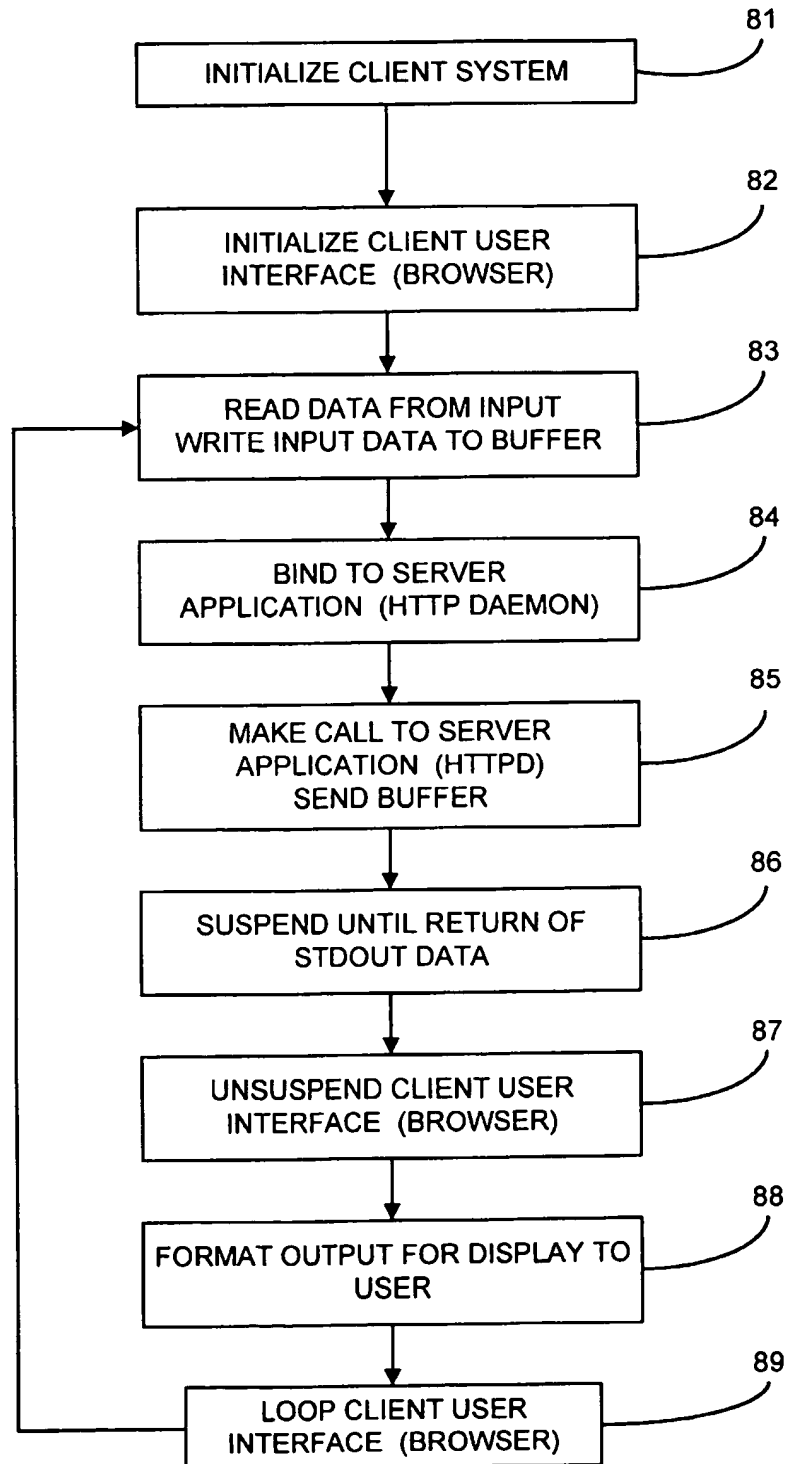 81
INITIALIZE CLIENT SYSTEM
82
INITIALIZE CLIENT USER
INTERFACE (BROWSER)
83
READ DATA FROM INPUT
WRITE INPUT DATA TO BUFFER
84
BIND TO SERVER
APPLICATION (HTTP DAEMON)
85
MAKE CALL TO SERVER
APPLICATION (HTTPD)
SEND BUFFER
86
SUSPEND UNTIL RETURN OF
STDOUT DATA
87
UNSUSPEND CLIENT USER
INTERFACE (BROWSER)
88
FORMAT OUTPUT FOR DISPLAY TO
USER
89
LOOP CLIENT USER
INTERFACE (BROWSER)